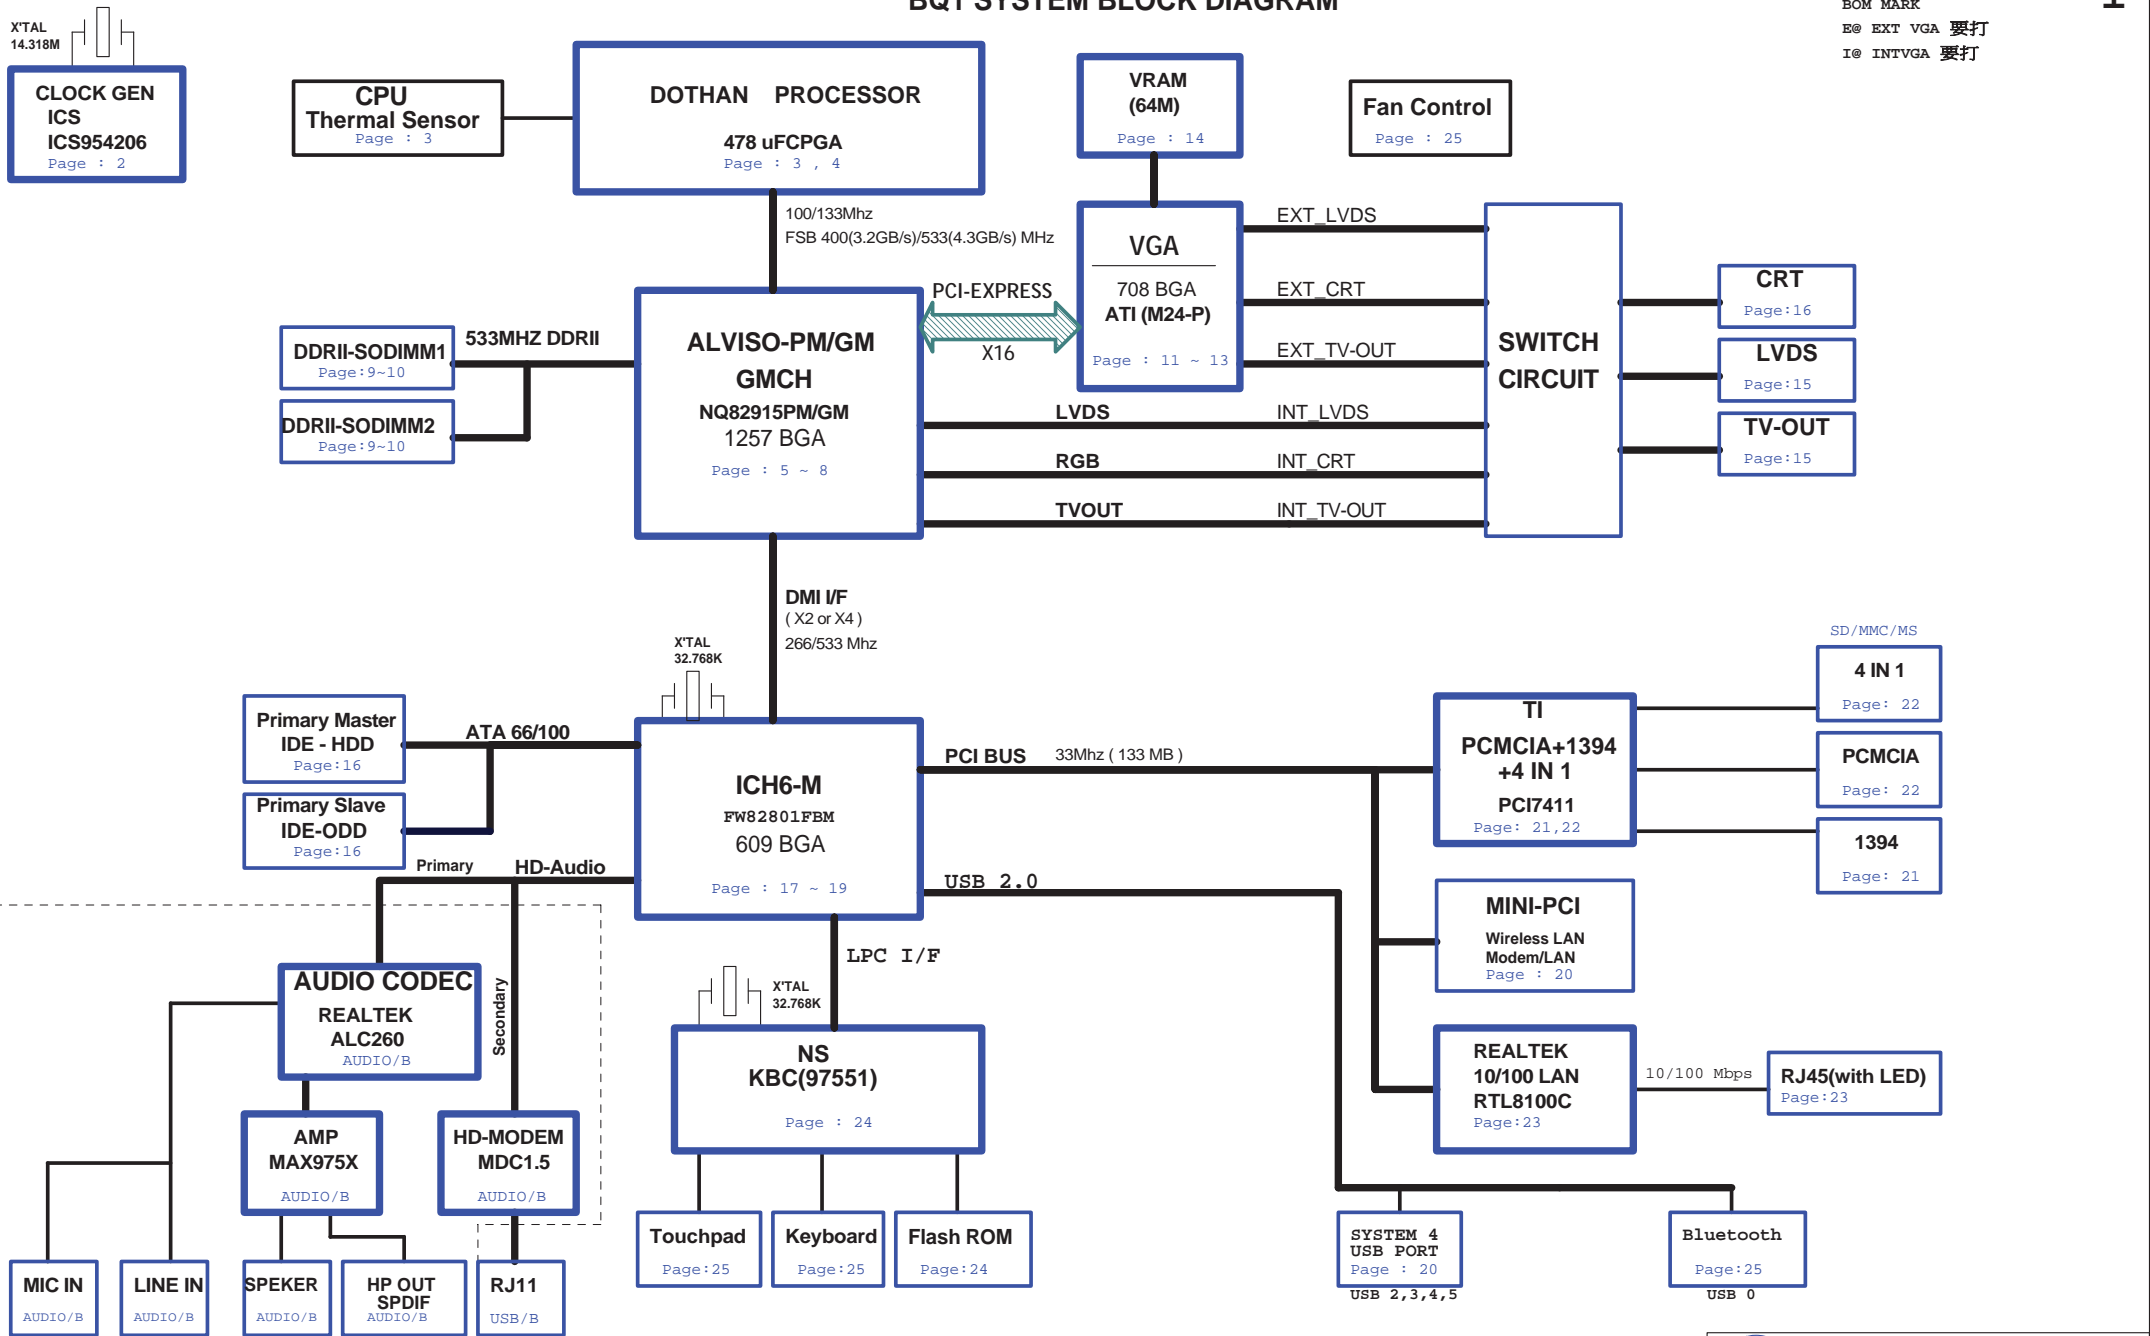 BQ1 SYSTEM BLOCK DIAGRAM
BOM MARK
E@ EXT VGA 要打
I@ INTVGA 要打
1
X'TAL
14.318M
CLOCK GEN
ICS
ICS954206
Page : 2
CPU
Thermal Sensor
Page : 3
DOTHAN PROCESSOR
478 uFCPGA
Page : 3 , 4
VRAM
(64M)
Page : 14
Fan Control
Page : 25
100/133Mhz
FSB 400(3.2GB/s)/533(4.3GB/s) MHz
VGA
708 BGA
ATI (M24-P)
Page : 11 ~ 13
EXT_LVDS
EXT_CRT
EXT_TV-OUT
SWITCH
CIRCUIT
CRT
Page:16
LVDS
Page:15
TV-OUT
Page:15
PCI-EXPRESS
X16
DDRII-SODIMM1
Page:9~10
DDRII-SODIMM2
Page:9~10
533MHZ DDRII
ALVISO-PM/GM
GMCH
NQ82915PM/GM
1257 BGA
Page : 5 ~ 8
LVDS INT_LVDS
RGB INT_CRT
TVOUT INT_TV-OUT
DMI I/F
( X2 or X4 )
266/533 Mhz
X'TAL
32.768K
Primary Master
IDE - HDD
Page:16
Primary Slave
IDE-ODD
Page:16
ATA 66/100
ICH6-M
FW82801FBM
609 BGA
Page : 17 ~ 19
PCI BUS 33Mhz ( 133 MB )
USB 2.0
TI
PCMCIA+1394
+4 IN 1
PCI7411
Page: 21,22
SD/MMC/MS
4 IN 1
Page: 22
PCMCIA
Page: 22
1394
Page: 21
MINI-PCI
Wireless LAN
Modem/LAN
Page : 20
REALTEK
10/100 LAN
RTL8100C
Page:23
10/100 Mbps
RJ45(with LED)
Page:23
Primary
HD-Audio
Secondary
AUDIO CODEC
REALTEK
ALC260
AUDIO/B
LPC I/F
X'TAL
32.768K
NS
KBC(97551)
Page : 24
AMP
MAX975X
AUDIO/B
HD-MODEM
MDC1.5
AUDIO/B
MIC IN
AUDIO/B
LINE IN
AUDIO/B
SPEKER
AUDIO/B
HP OUT
SPDIF
AUDIO/B
RJ11
USB/B
Touchpad
Page:25
Keyboard
Page:25
Flash ROM
Page:24
SYSTEM 4
USB PORT
Page : 20
USB 2,3,4,5
Bluetooth
Page:25
USB 0